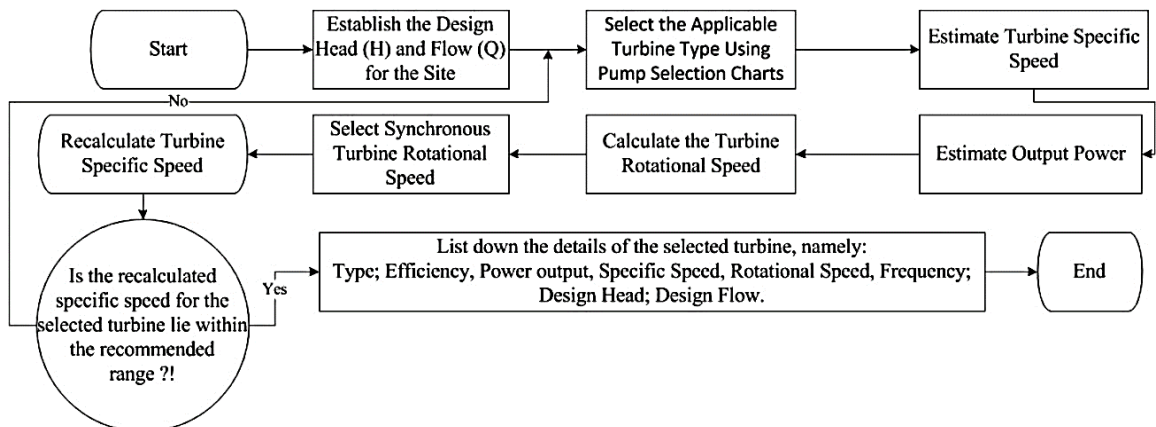 Start
Establish the Design
Head (H) and Flow (Q)
for the Site
Select the Applicable
Turbine Type Using
Pump Selection Charts
Estimate Turbine Specific
Speed
No
Recalculate Turbine
Specific Speed
Select Synchronous
Turbine Rotational
Speed
Calculate the Turbine
Rotational Speed
Estimate Output Power
Is the recalculated
specific speed for the
selected turbine lie within
the recommended
range ?!
Yes
List down the details of the selected turbine, namely:
Type; Efficiency, Power output, Specific Speed, Rotational Speed, Frequency;
Design Head; Design Flow.
End